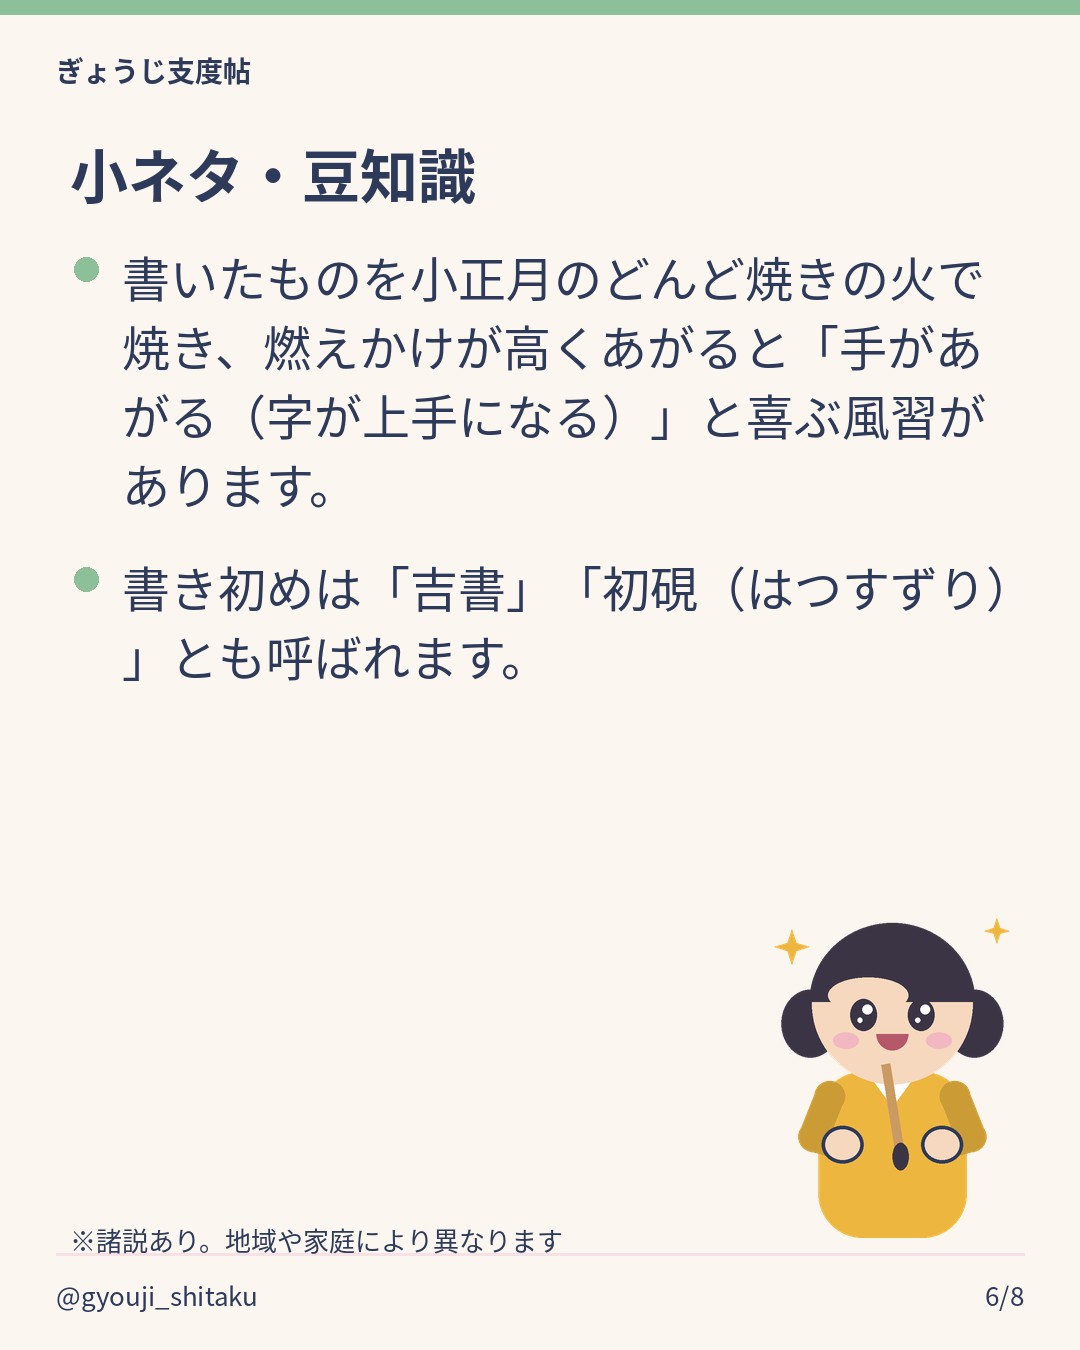 ぎょうじ支度帖
小ネタ・豆知識
書いたものを小正月のどんど焼きの火で
焼き、燃えかけが高くあがると「手があ
がる（字が上手になる）」と喜ぶ風習が
あります。
書き初めは「吉書」「初硯（はつすずり）
」とも呼ばれます。
※諸説あり。地域や家庭により異なります
@gyouji_shitaku
6/8